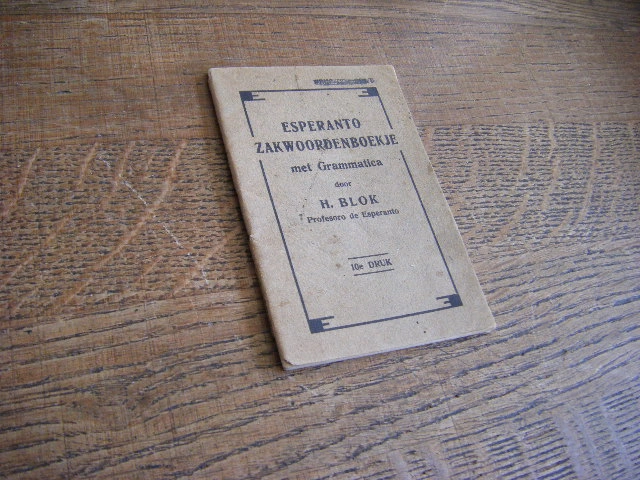 ESPERANTO
ZAKWOORDENBOEKJE
met Grammatica
door
H. BLOK
Profesoro de Esperanto
10e DRUK